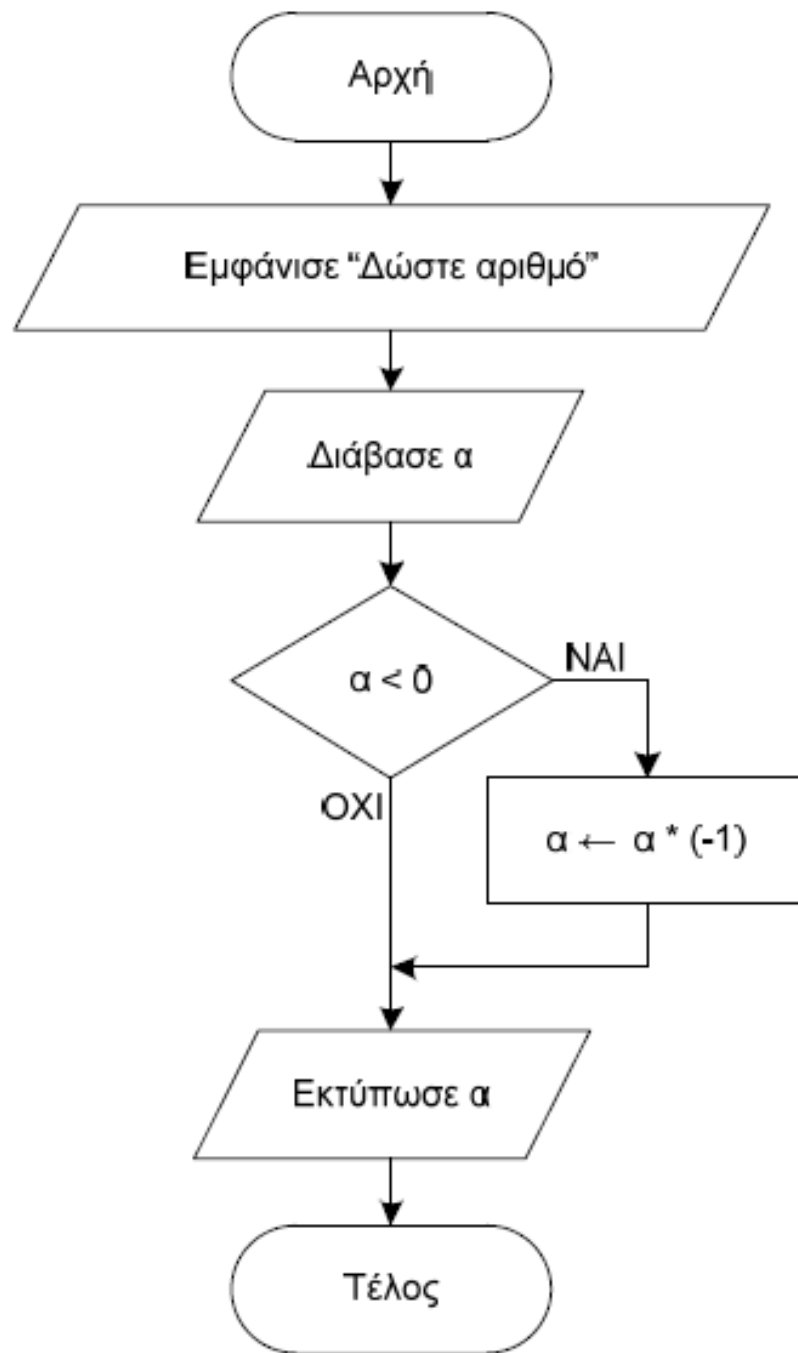 Αρχή
Εμφάνισε “Δώστε αριθμό”
Διάβασε α
α < 0
ΝΑΙ
ΟΧΙ
α ← α * (-1)
Εκτύπωσε α
Τέλος